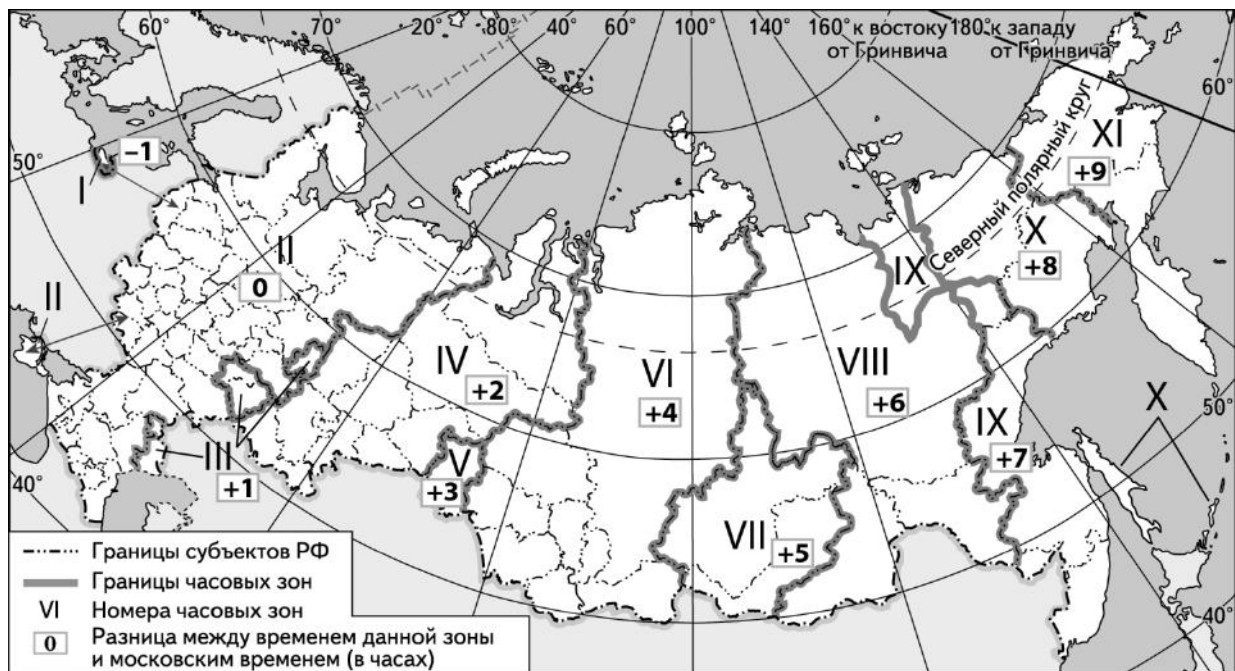 60° 70° 20° 80° 100° 140° 160° к востоку 180° к западу
от Гринвича от Гринвича
60°
50°
–1
I
Северный полярный круг
XI
+9
II
0
X
+8
IX
II
IV
+2
VI
+4
VIII
+6
X
50°
III
+1
V
+3
IX
+7
40°
VII
+5
40°
Границы субъектов РФ
Границы часовых зон
VI Номера часовых зон
0 Разница между временем данной зоны
и московским временем (в часах)